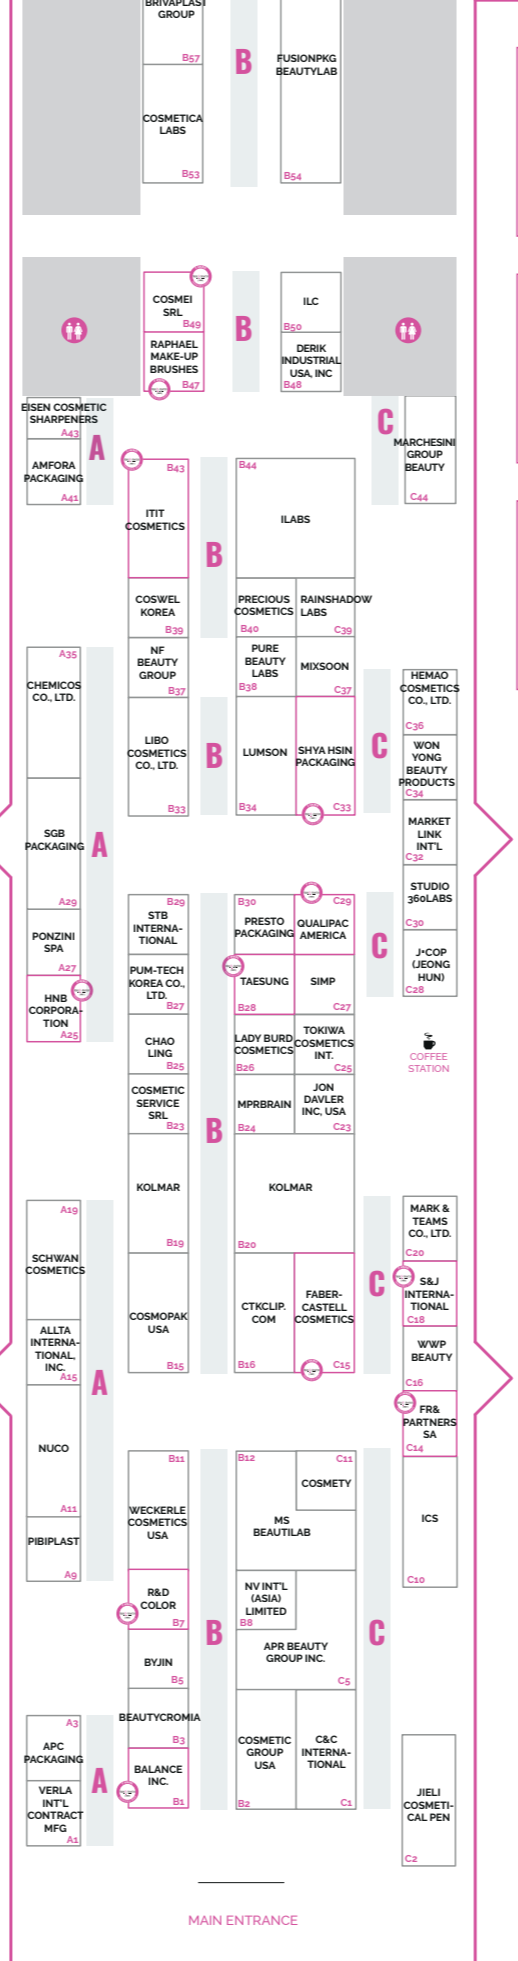 BRIVAPLAST
GROUP
B57
B
FUSIONPKG
BEAUTYLAB
COSMETICA
LABS
B53
B54
COSMEI
SRL
B49
B
ILC
B50
RAPHAEL
MAKE-UP
BRUSHES
B47
DERIK
INDUSTRIAL
USA, INC
B48
EISEN COSMETIC
SHARPENERS
A43
A
AMFORA
PACKAGING
A41
C
MARCHESINI
GROUP
BEAUTY
C44
B43
ITIT
COSMETICS
B
B44
ILABS
COSWEL
KOREA
B39
PRECIOUS
COSMETICS
B40
RAINSHADOW
LABS
C39
NF
BEAUTY
GROUP
B37
PURE
BEAUTY
LABS
B38
MIXSOON
C37
A35
CHEMICOS
CO., LTD.
HEMAO
COSMETICS
CO., LTD.
C36
LIBO
COSMETICS
CO., LTD.
B33
B
LUMSON
B34
SHYA HSIN
PACKAGING
C33
C
WON
YONG
BEAUTY
PRODUCTS
C34
SGB
PACKAGING
A29
A
MARKET
LINK
INT'L
C32
STUDIO
360LABS
C30
B29
STB
INTERNA-
TIONAL
B30
PRESTO
PACKAGING
C29
QUALIPAC
AMERICA
C
PONZINI
SPA
A27
J*COP
(JEONG
HUN)
C28
HNB
CORPORA-
TION
A25
PUM-TECH
KOREA CO.,
LTD.
B27
TAESUNG
B28
SIMP
C27
CHAO
LING
B25
LADY BURD
COSMETICS
B26
TOKIWA
COSMETICS
INT.
C25
COFFEE
STATION
COSMETIC
SERVICE
SRL
B23
B
MPRBRAIN
B24
JON
DAVLER
INC, USA
C23
KOLMAR
B19
KOLMAR
B20
A19
SCHWAN
COSMETICS
MARK &
TEAMS
CO., LTD.
C20
COSMOPAK
USA
B15
CTKCLIP.
COM
B16
FABER-
CASTELL
COSMETICS
C15
C
S&J
INTERNA-
TIONAL
C18
ALLTA
INTERNA-
TIONAL,
INC.
A15
A
WWP
BEAUTY
C16
FR&
PARTNERS
SA
C14
NUCO
A11
B11
WECKERLE
COSMETICS
USA
B12
MS
BEAUTILAB
C11
COSMETY
ICS
C10
PIBIPLAST
A9
R&D
COLOR
B7
B
NV INT'L
(ASIA)
LIMITED
B8
C
APR BEAUTY
GROUP INC.
C5
BYJIN
B5
BEAUTYCROMIA
B3
A3
APC
PACKAGING
A
BALANCE
INC.
B1
COSMETIC
GROUP
USA
B2
C&C
INTERNA-
TIONAL
C1
VERLA
INT'L
CONTRACT
MFG
A1
JIELI
COSMETI-
CAL PEN
C2
MAIN ENTRANCE